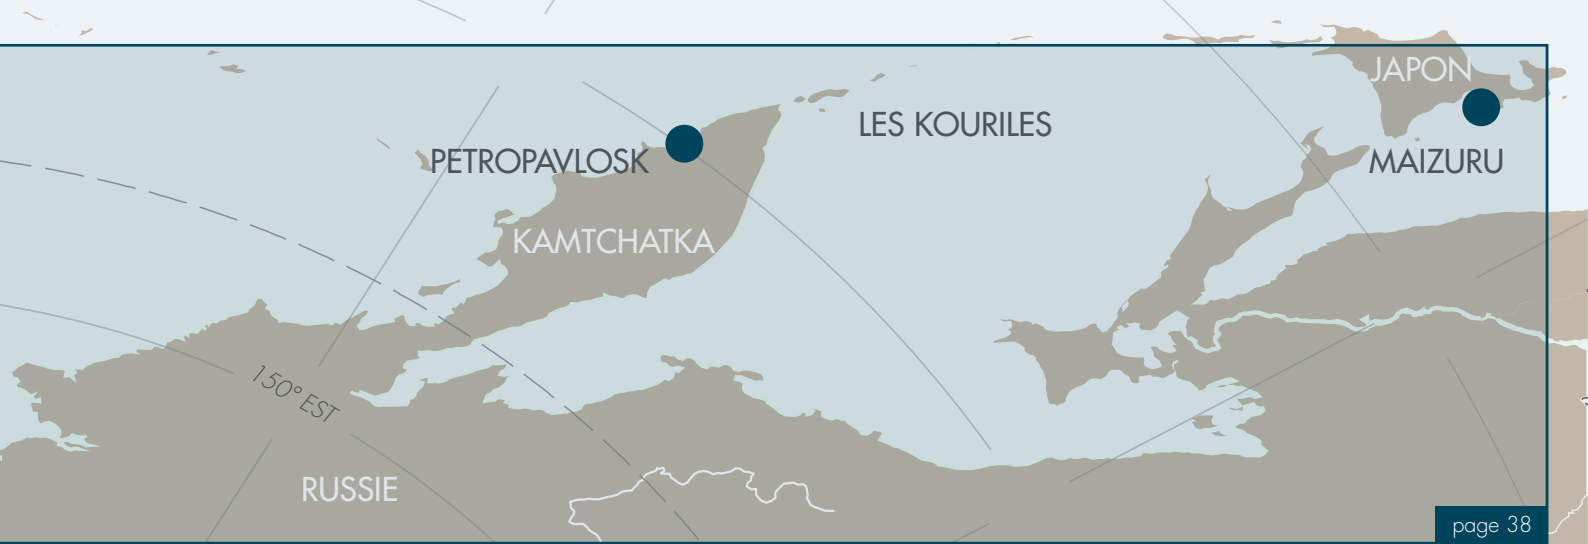 JAPON
LES KOURILES
PETROPAVLOSK
MAIZURU
KAMTCHATKA
150° EST
RUSSIE
page 38